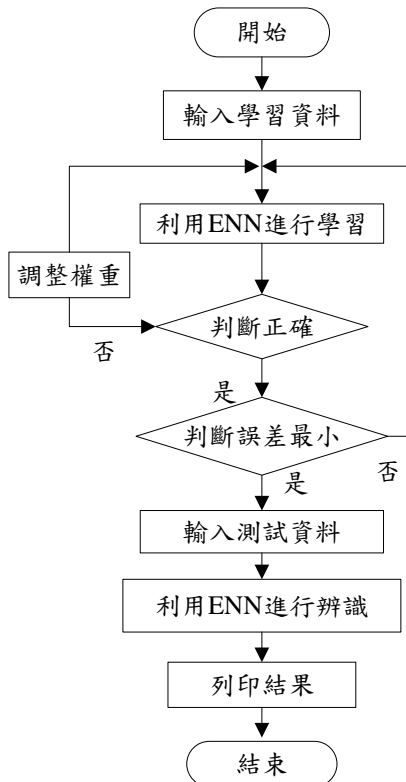 開始
輸入學習資料
利用ENN進行學習
調整權重
判斷正確
否
是
判斷誤差最小
否
是
輸入測試資料
利用ENN進行辨識
列印結果
結束